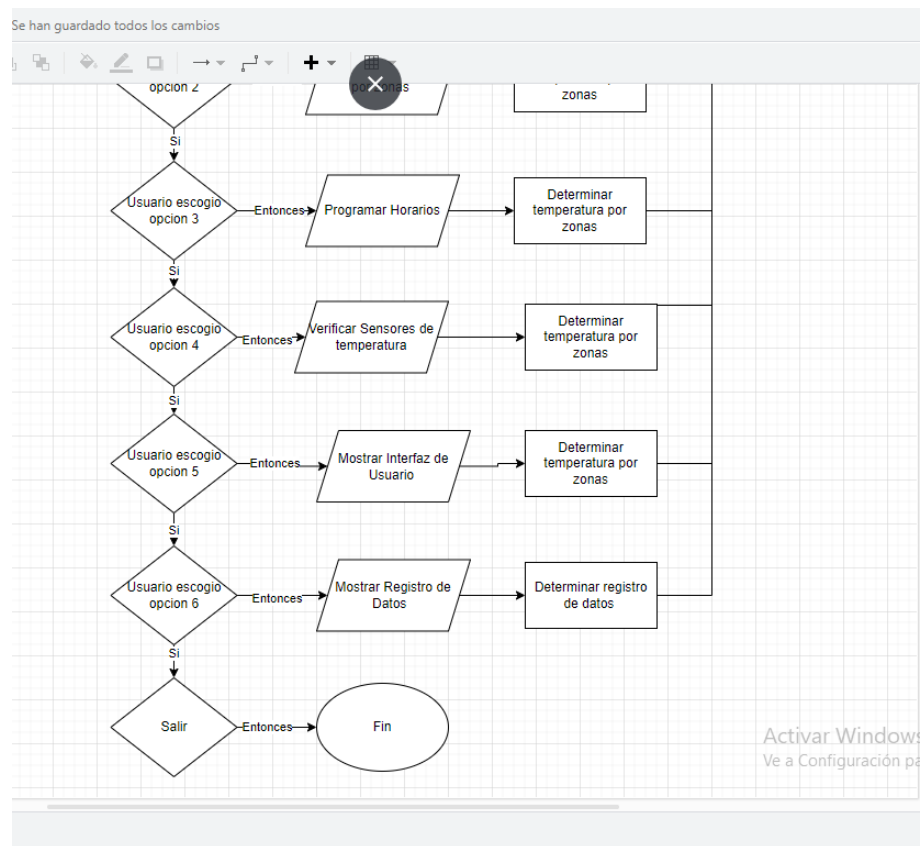 Se han guardado todos los cambios
opcion 2
por zonas
zonas
Si
Usuario escogio
opcion 3
Entonces
Programar Horarios
Determinar
temperatura por
zonas
Si
Usuario escogio
opcion 4
Entonces
Verificar Sensores de
temperatura
Determinar
temperatura por
zonas
Si
Usuario escogio
opcion 5
Entonces
Mostrar Interfaz de
Usuario
Determinar
temperatura por
zonas
Si
Usuario escogio
opcion 6
Entonces
Mostrar Registro de
Datos
Determinar registro
de datos
Si
Salir
Entonces
Fin
Activar Windows
Ve a Configuración pa